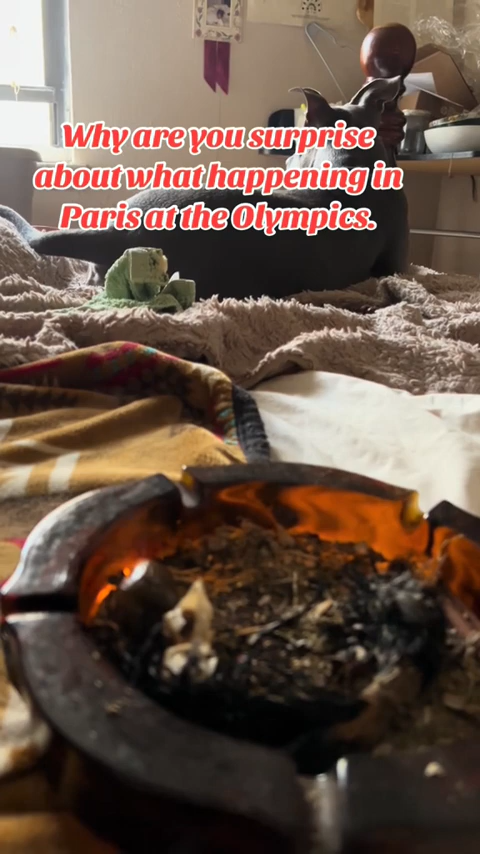 Why are you surprise
about what happening in
Paris at the Olympics.